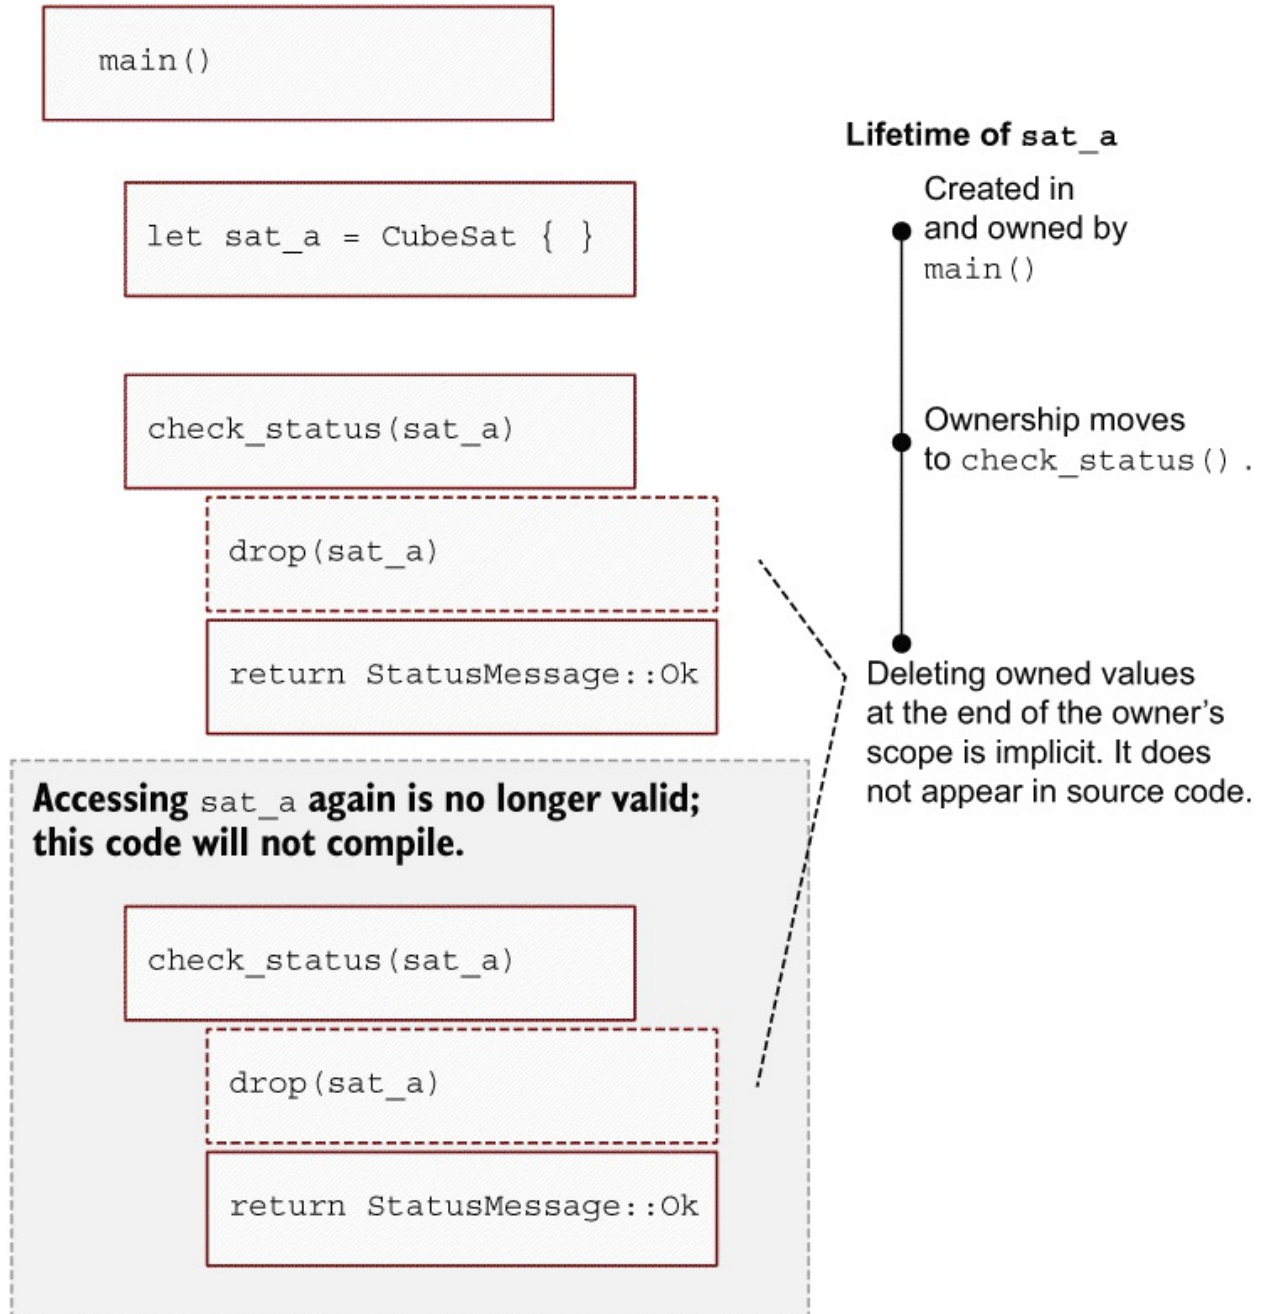 main()
let sat_a = CubeSat { }
check_status(sat_a)
drop(sat_a)
return StatusMessage::Ok
Lifetime of sat_a
Created in
and owned by
main()
Ownership moves
to check_status() .
Deleting owned values
at the end of the owner’s
scope is implicit. It does
not appear in source code.
Accessing sat_a again is no longer valid;
this code will not compile.
check_status(sat_a)
drop(sat_a)
return StatusMessage::Ok